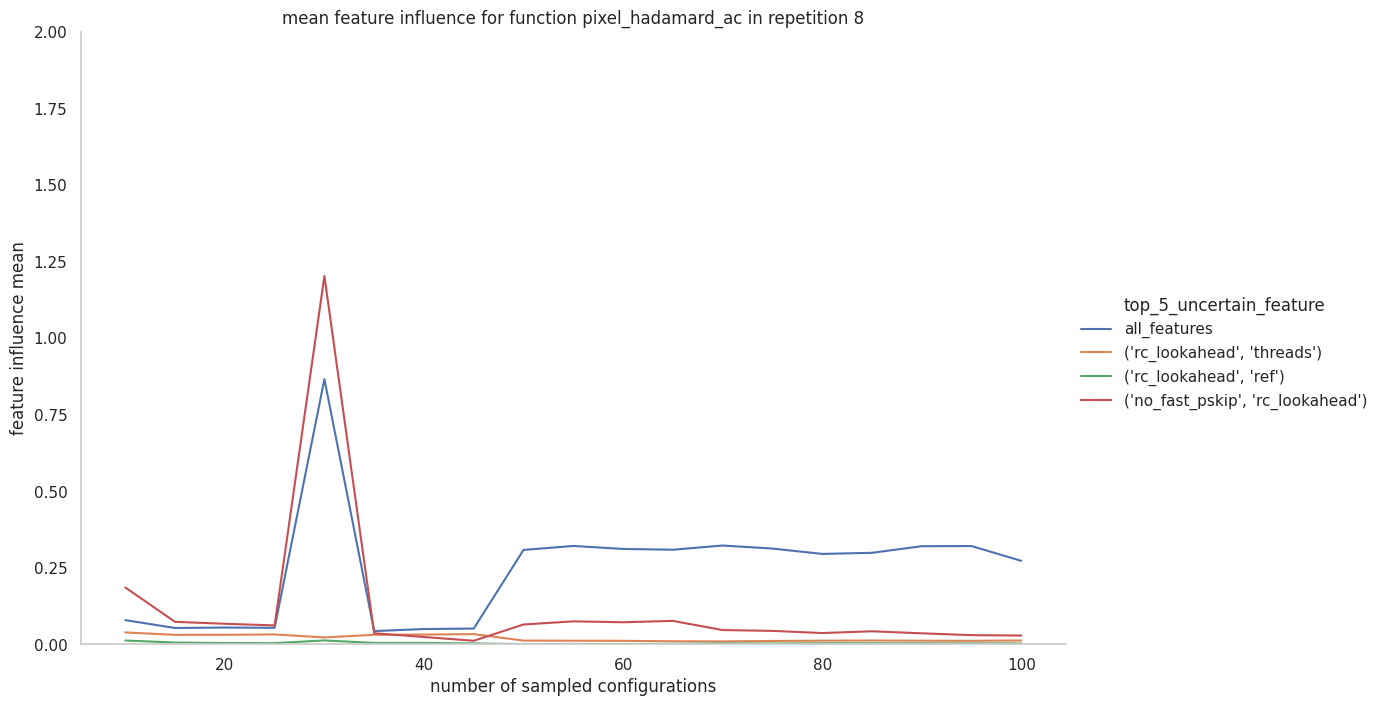 mean feature influence for function pixel_hadamard_ac in repetition 8
2.00
1.75
1.50
1.25
1.00
0.75
0.50
0.25
0.00
feature influence mean
20
40
60
80
100
number of sampled configurations
top_5_uncertain_feature
all_features
('rc_lookahead', 'threads')
('rc_lookahead', 'ref')
('no_fast_pskip', 'rc_lookahead')